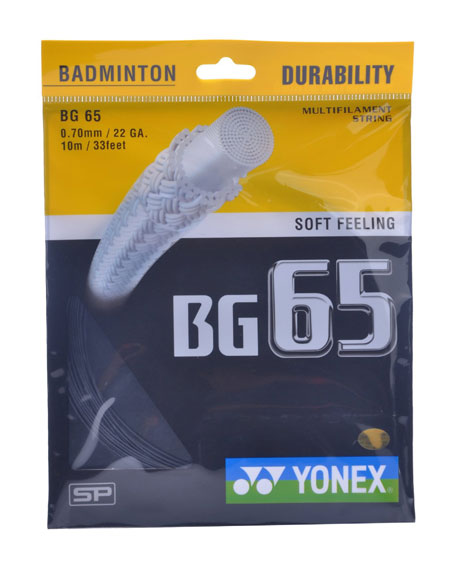 BADMINTON
DURABILITY
BG 65
0.70mm / 22 GA.
10m / 33feet
MULTIFILAMENT
STRING
SOFT FEELING
BG65
SP
YONEX®